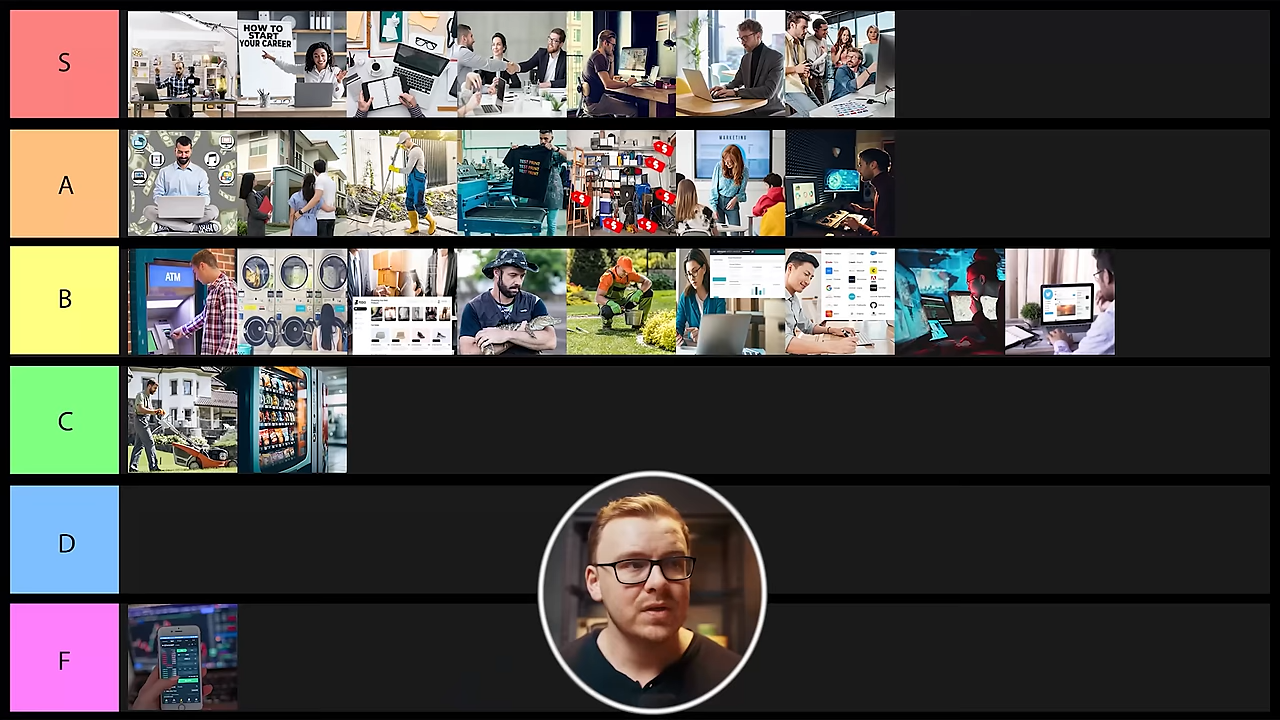 S
HOW TO
START
YOUR CAREER
A
TEST PRINT
TEST PRINT
TEST PRINT
$
$
$
$
$
$
MARKETING
B
ATM
C
D
F